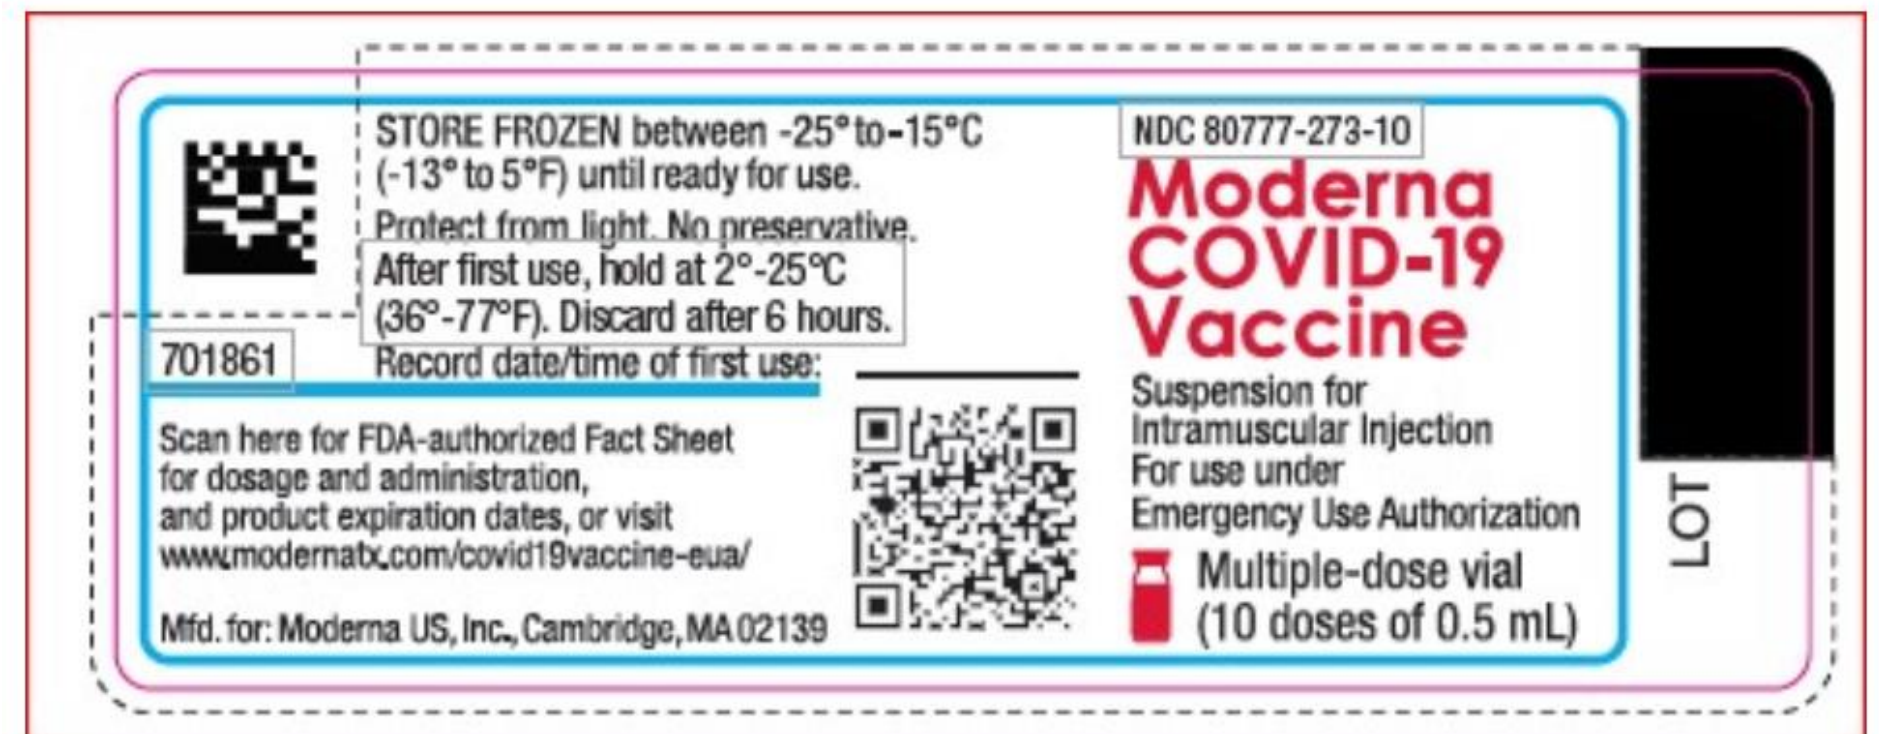 STORE FROZEN between -25° to -15°C
(-13° to 5°F) until ready for use.
Protect from light. No preservative.
After first use, hold at 2°-25°C
(36°-77°F). Discard after 6 hours.
701861
Record date/time of first use:
Scan here for FDA-authorized Fact Sheet
for dosage and administration,
and product expiration dates, or visit
www.modernatx.com/covid19vaccine-eua/
Mfd. for: Moderna US, Inc., Cambridge, MA 02139
NDC 80777-273-10
Moderna
COVID-19
Vaccine
Suspension for
Intramuscular Injection
For use under
Emergency Use Authorization
Multiple-dose vial
(10 doses of 0.5 mL)
LOT